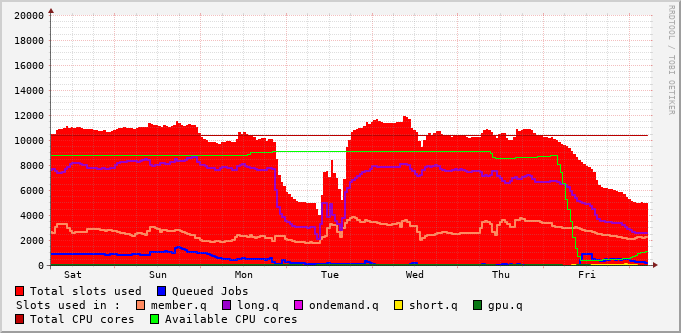 RRDTOOL / TOBI OETIKER
20000
18000
16000
14000
12000
10000
8000
6000
4000
2000
0
Sat Sun Mon Tue Wed Thu Fri
Total slots used Queued Jobs
Slots used in : member.q long.q ondemand.q short.q gpu.q
Total CPU cores Available CPU cores